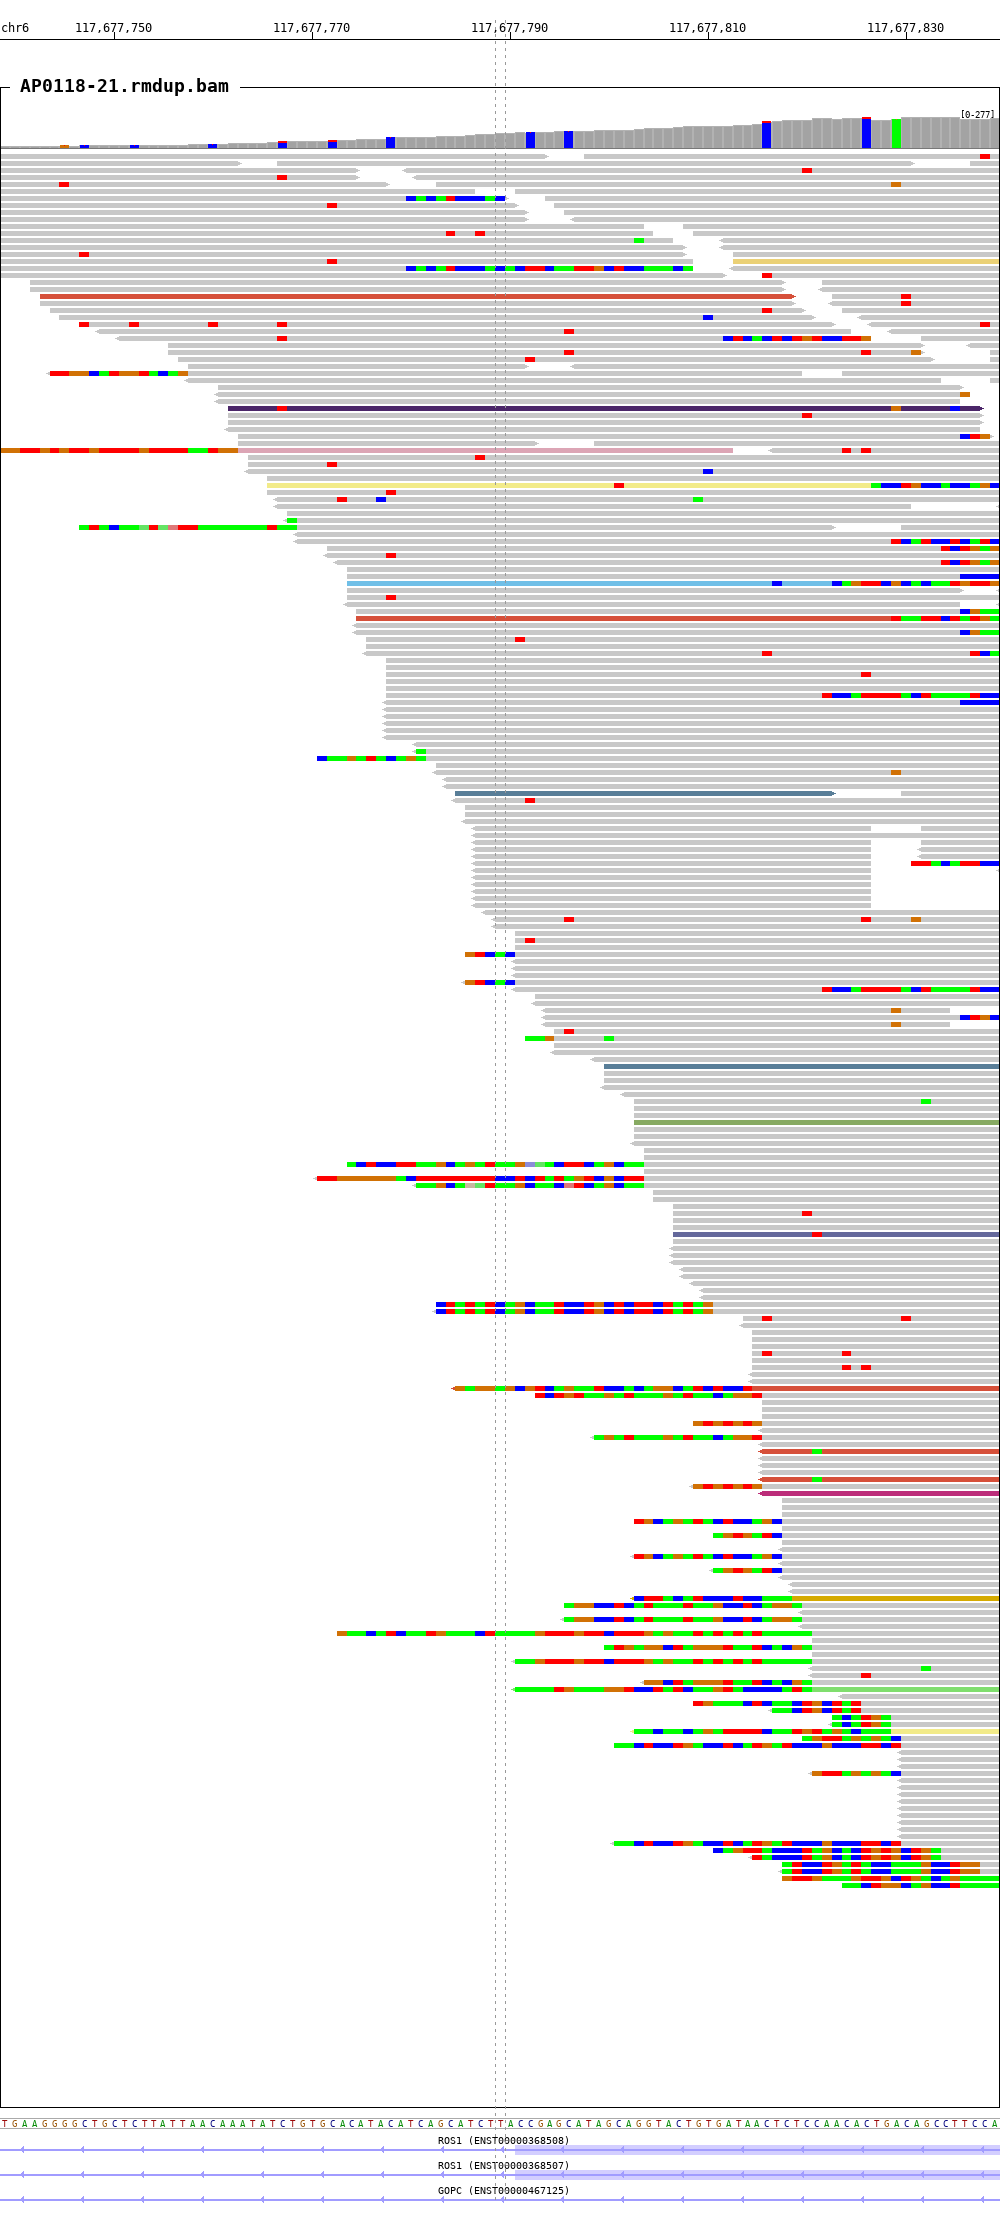 chr6 117,677,750 117,677,770 117,677,790 117,677,810 117,677,830
AP0118-21.rmdup.bam
[0-277]
TGAAGGGGCTGCTCTTATTAACAAATATCTGTGCACATACATCAGCATCTTACCGAGCATAGCAGGTACTGTGATAACTCTCCAACACTGACAGCCTTCCA
ROS1 (ENST00000368508)
ROS1 (ENST00000368507)
GOPC (ENST00000467125)